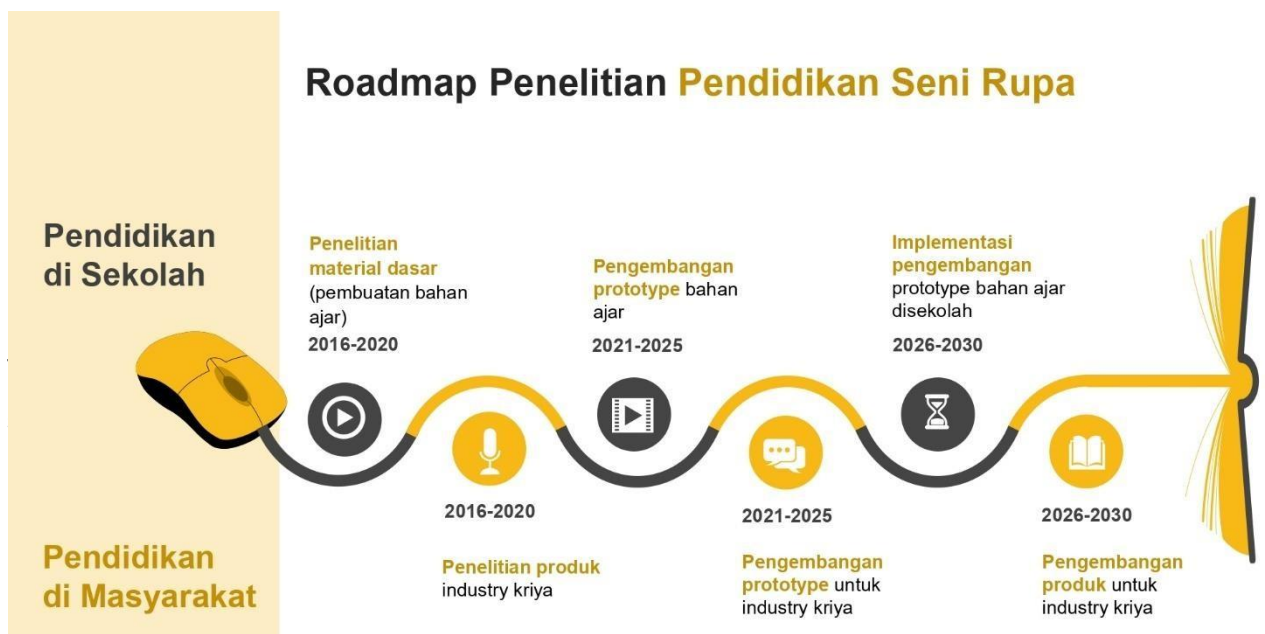 Roadmap Penelitian Pendidikan Seni Rupa
Pendidikan
di Sekolah
Penelitian
material dasar
(pembuatan bahan
ajar)
2016-2020
Pengembangan
prototype bahan
ajar
2021-2025
Implementasi
pengembangan
prototype bahan ajar
disekolah
2026-2030
Pendidikan
di Masyarakat
2016-2020
Penelitian produk
industry kriya
2021-2025
Pengembangan
prototype untuk
industry kriya
2026-2030
Pengembangan
produk untuk
industry kriya